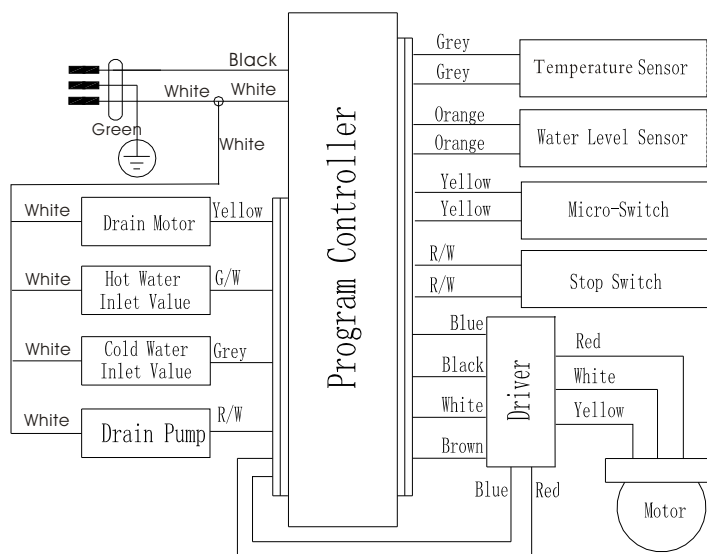 Black
White White
Green
White
White Drain Motor Yellow
White Hot Water Inlet Value G/W
White Cold Water Inlet Value Grey
White Drain Pump R/W
Program Controller
Grey
Grey
Temperature Sensor
Orange
Orange
Water Level Sensor
Yellow
Yellow
Micro-Switch
R/W
R/W
Stop Switch
Blue
Black
White
Brown
Driver
Red
White
Yellow
Blue Red
Motor